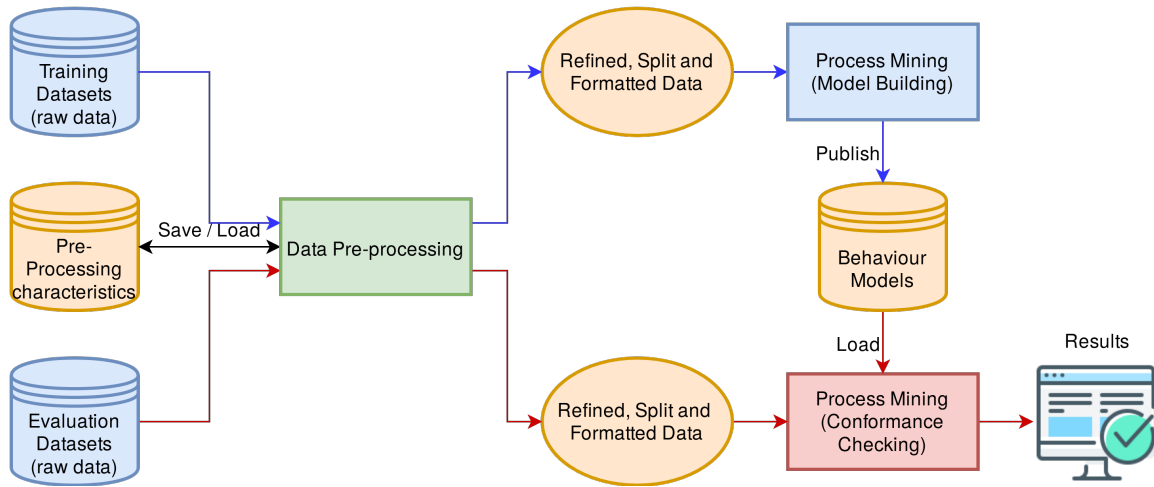 Training
Datasets
(raw data)
Refined, Split and
Formatted Data
Process Mining
(Model Building)
Publish
Save / Load
Pre-
Processing
characteristics
Data Pre-processing
Behaviour
Models
Load
Results
Evaluation
Datasets
(raw data)
Refined, Split and
Formatted Data
Process Mining
(Conformance
Checking)